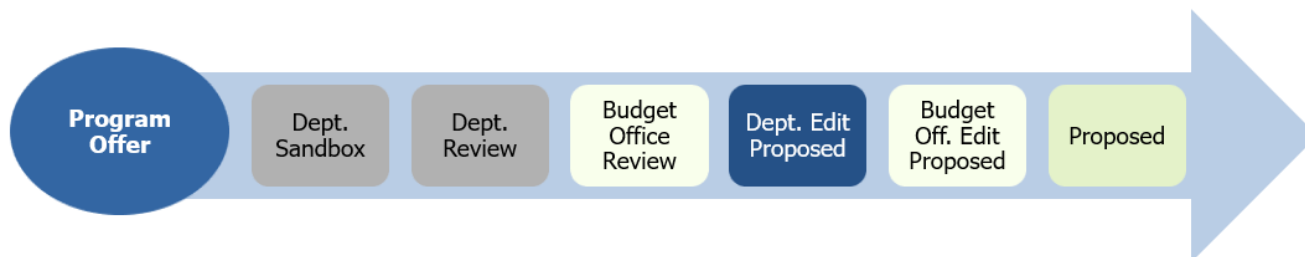 Program
Offer
Dept.
Sandbox
Dept.
Review
Budget
Office
Review
Dept. Edit
Proposed
Budget
Off. Edit
Proposed
Proposed